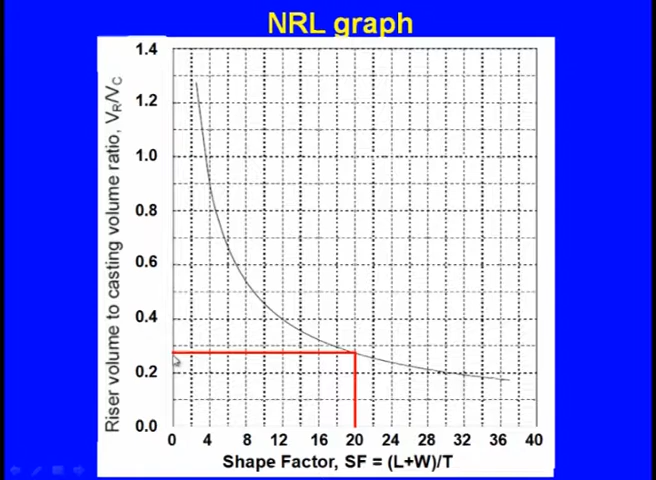 NRL graph
Riser volume to casting volume ratio, VR/VC
1.4
1.2
1.0
0.8
0.6
0.4
0.2
0.0
0 4 8 12 16 20 24 28 32 36 40
Shape Factor, SF = (L+W)/T